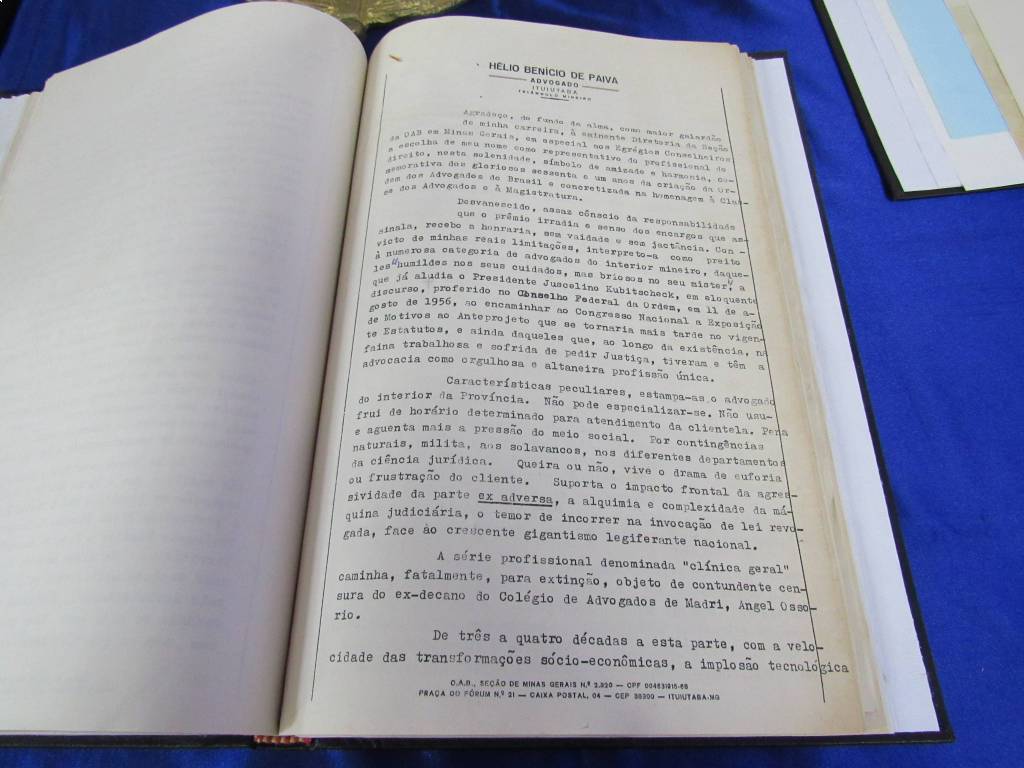 HÉLIO BENÍCIO DE PAIVA
ADVOGADO
ITUIUTABA
TRIÂNGULO MINEIRO
Agradeço, do fundo da alma, como maior galardão
de minha carreira, à eminente Diretoria da Seção
da OAB em Minas Gerais, em especial aos Egrégios Conselheiros
a escolha de meu nome como representativo do profissional do
direito, nesta solenidade, símbolo de amizade e harmonia, co-
memorativa dos gloriosos sessenta e um anos da criação da Or-
dem dos Advogados do Brasil e concretizada na homenagem à Clas-
se dos Advogados e à Magistratura.
Desvanecido, assaz cônscio da responsabilidade
que o prêmio irradia e senso dos encargos que as-
sinala, recebo a honraria, sem vaidade e sem jactância. Con -
victo de minhas reais limitações, interpreto-a como preito
à numerosa categoria de advogados do interior mineiro, daque-
les "humildes nos seus cuidados, mas briosos no seu mister", a
que já aludia o Presidente Juscelino Kubitscheck, em eloquente
discurso, proferido no Conselho Federal da Ordem, em 11 de a-
gosto de 1956, ao encaminhar ao Congresso Nacional a Exposição
de Motivos ao Anteprojeto que se tornaria mais tarde no vigen-
te Estatutos, e ainda daqueles que, ao longo da existência, na
faina trabalhosa e sofrida de pedir Justiça, tiveram e têm a
advocacia como orgulhosa e altaneira profissão única.
Características peculiares, estampa-as o advogado
do interior da Província. Não pode especializar-se. Não usu-
frui de horário determinado para atendimento da clientela. Pena
e aguenta mais a pressão do meio social. Por contingências
naturais, milita, aos solavancos, nos diferentes departamentos
da ciência jurídica. Queira ou não, vive o drama de euforia
ou frustração do cliente. Suporta o impacto frontal da agres-
sividade da parte ex adversa, a alquimia e complexidade da má-
quina judiciária, o temor de incorrer na invocação de lei revo-
gada, face ao crescente gigantismo legiferante nacional.
A série profissional denominada "clínica geral"
caminha, fatalmente, para extinção, objeto de contundente cen-
sura do ex-decano do Colégio de Advogados de Madri, Angel Osso-
rio.
De três a quatro décadas a esta parte, com a velo-
cidade das transformações sócio-econômicas, a implosão tecnológica
O.A.B., SEÇÃO DE MINAS GERAIS N.º 2.920 — CPF 004631916-68
PRAÇA DO FÓRUM N.º 21 — CAIXA POSTAL, 04 — CEP 38300 — ITUIUTABA-MG